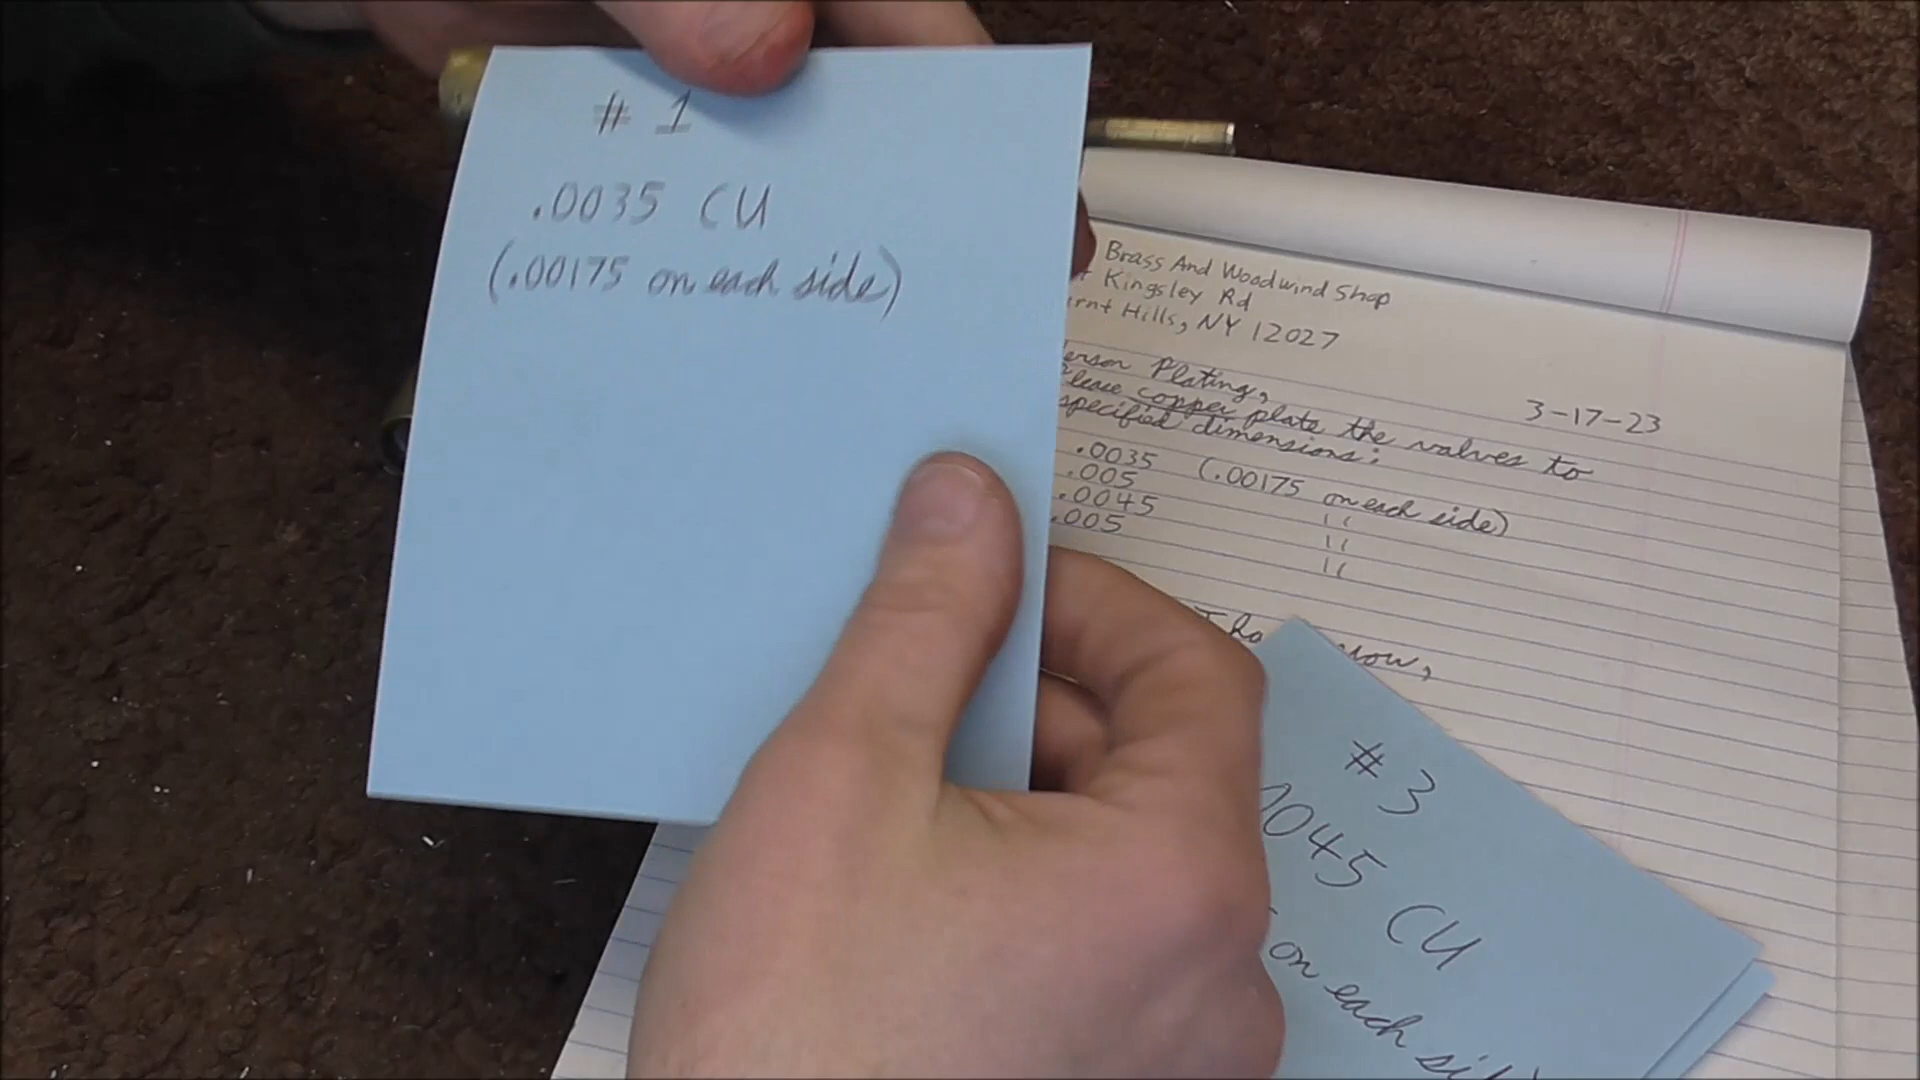 # 1
.0035 CU
(.00175 on each side)
Brass And Woodwind Shop
Kingsley Rd
Hills, NY 12027
3-17-23
Plating,
copper plate the valves to
specified dimensions:
.0035 (.00175 on each side)
.005 "
.0045 "
.005 "
# 3
0045 CU
on each